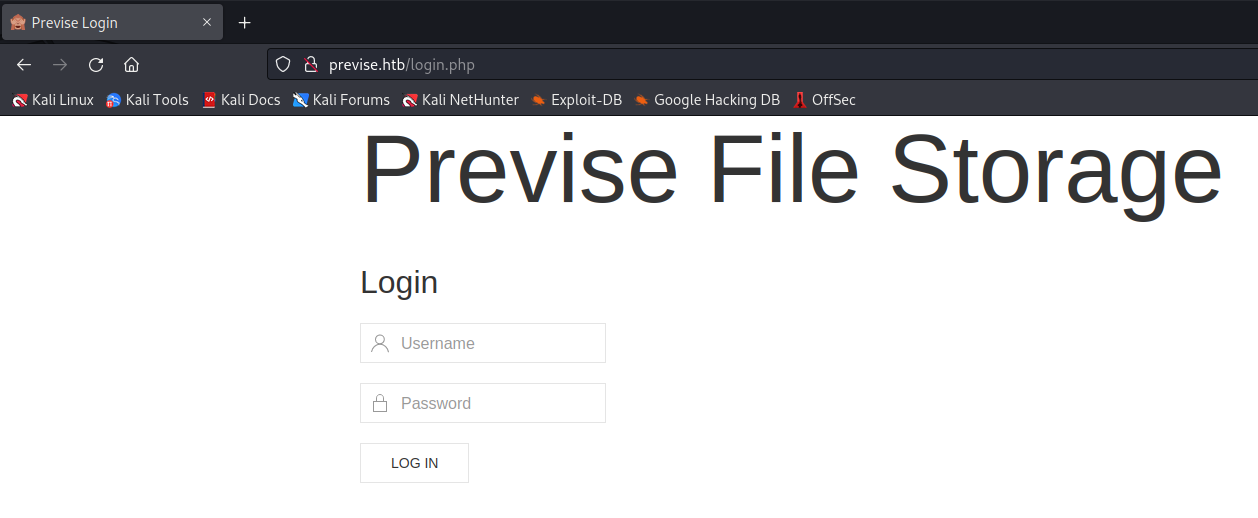 Previse Login
previse.htb/login.php
Kali Linux Kali Tools Kali Docs Kali Forums Kali NetHunter Exploit-DB Google Hacking DB OffSec
Previse File Storage
Login
Username
Password
LOG IN